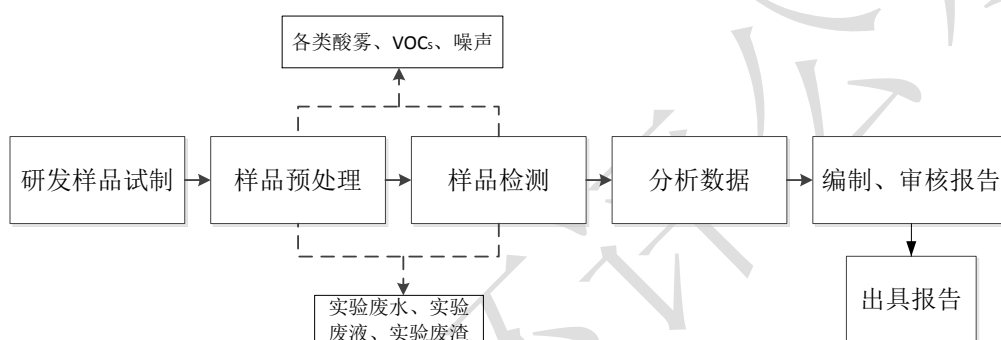 各类酸雾、VOCs、噪声
研发样品试制
样品预处理
样品检测
分析数据
编制、审核报告
实验废水、实验
废液、实验废渣
出具报告